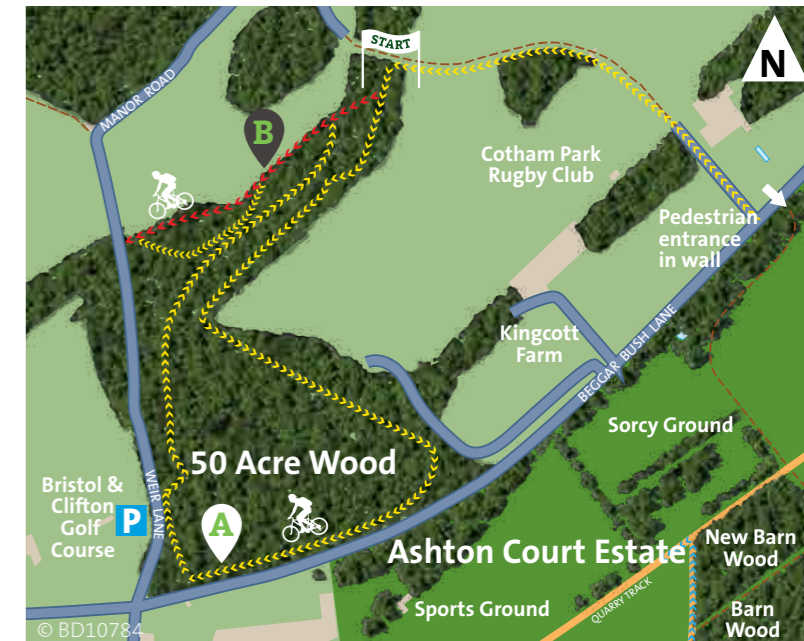 START
N
MANOR ROAD
B
Cotham Park
Rugby Club
Pedestrian
entrance
in wall
Kingcott
Farm
BEGGAR BUSH LANE
Sorcy Ground
50 Acre Wood
Bristol &
Clifton
Golf
Course
P
WEIR LANE
A
Ashton Court Estate
New Barn
Wood
QUARRY TRACK
Sports Ground
Barn
Wood
© BD10784